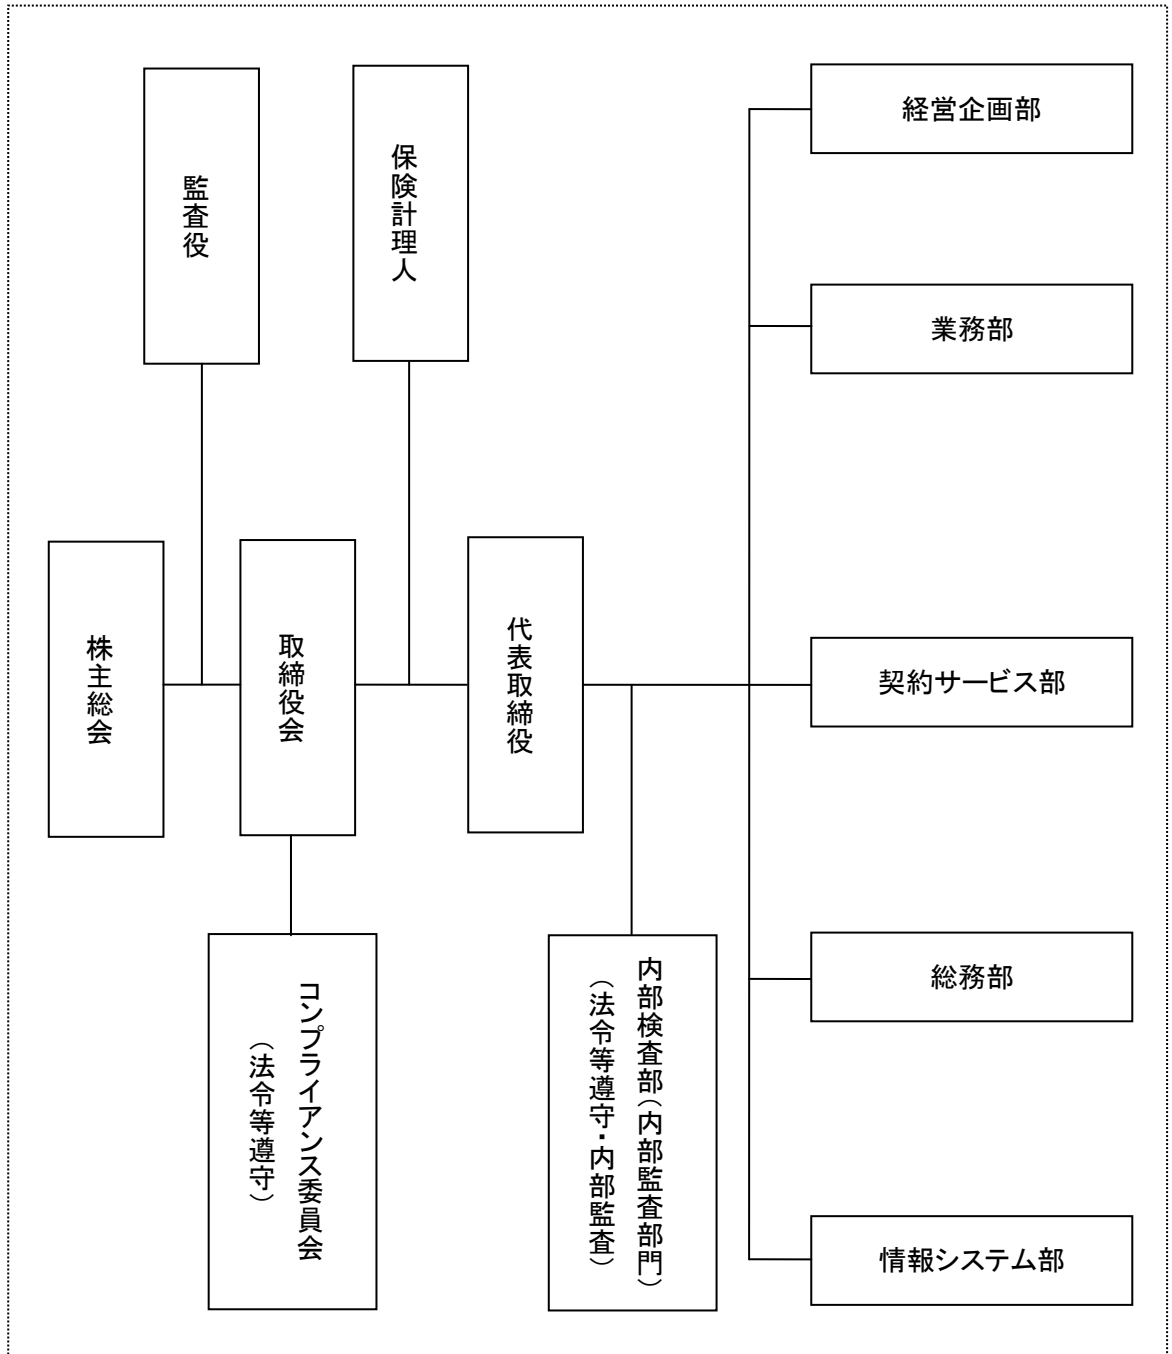 監査役
保険計理人
株主総会
取締役会
代表取締役
コンプライアンス委員会
（法令等遵守）
内部検査部（内部監査部門）
（法令等遵守・内部監査）
経営企画部
業務部
契約サービス部
総務部
情報システム部